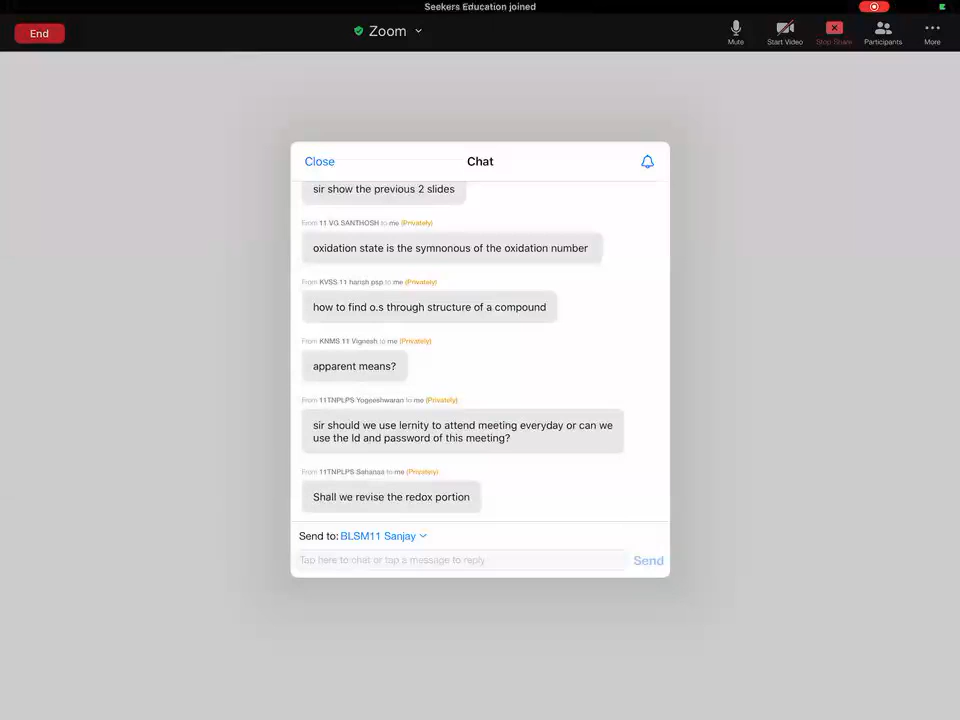 Seekers Education joined
End
Zoom
Mute
Start Video
Stop Share
Participants
More
Close
Chat
sir show the previous 2 slides
From 11 VG SANTHOSH to me (Privately)
oxidation state is the symnonous of the oxidation number
From KVSS 11 harish psp to me (Privately)
how to find o.s through structure of a compound
From KNMS 11 Vignesh to me (Privately)
apparent means?
From 11TNPLPS Yogeeshwaran to me (Privately)
sir should we use lernity to attend meeting everyday or can we
use the Id and password of this meeting?
From 11TNPLPS Sahanaa to me (Privately)
Shall we revise the redox portion
Send to: BLSM11 Sanjay
Tap here to chat or tap a message to reply
Send